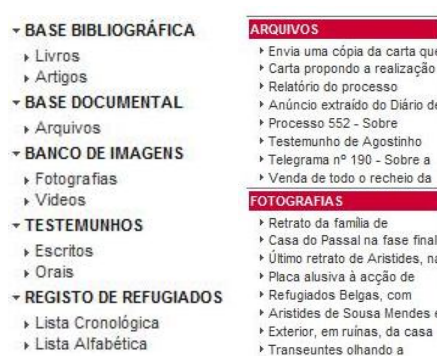 BASE BIBLIOGRÁFICA
Livros
Artigos
BASE DOCUMENTAL
Arquivos
BANCO DE IMAGENS
Fotografias
Videos
TESTEMUNHOS
Escritos
Orais
REGISTO DE REFUGIADOS
Lista Cronológica
Lista Alfabética
ARQUIVOS
Envia uma cópia da carta que
Carta propondo a realização
Relatório do processo
Anúncio extraído do Diário de
Processo 552 - Sobre
Testemunho de Agostinho
Telegrama nº 190 - Sobre a
Venda de todo o recheio da
FOTOGRAFIAS
Retrato da família de
Casa do Passal na fase final
Último retrato de Aristides, na
Placa alusiva à acção de
Refugiados Belgas, com
Aristides de Sousa Mendes e
Exterior, em ruínas, da casa
Transeuntes olhando a